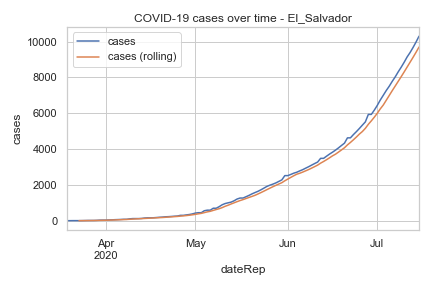 COVID-19 cases over time - El_Salvador
cases
cases (rolling)
10000
8000
6000
4000
2000
0
cases
Apr
2020
May
Jun
Jul
dateRep